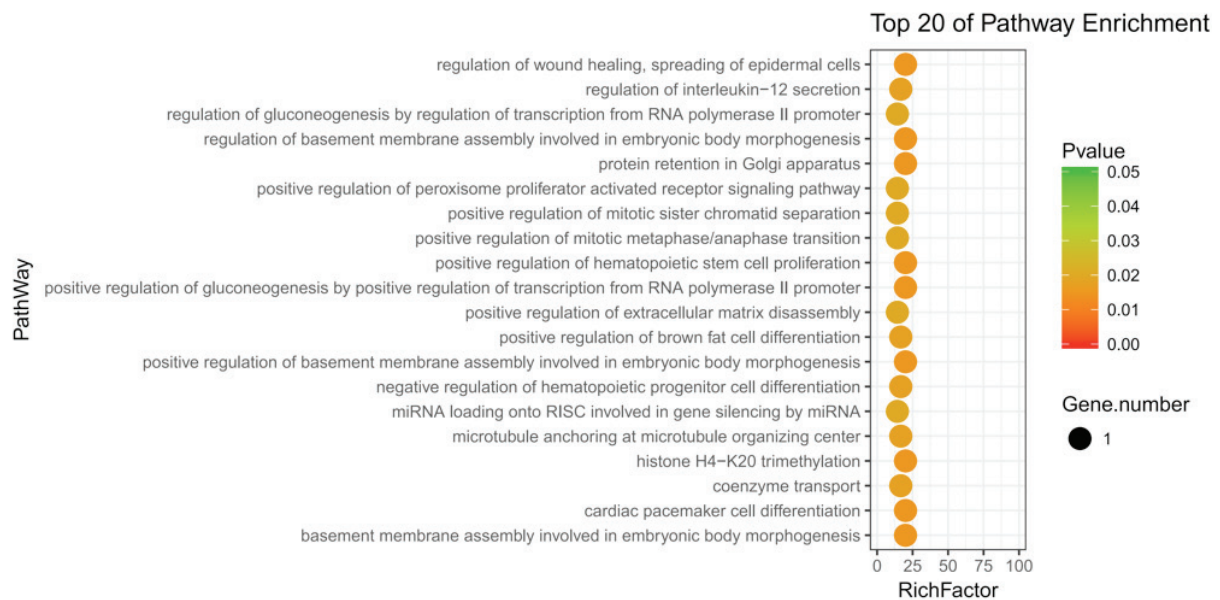 Top 20 of Pathway Enrichment
regulation of wound healing, spreading of epidermal cells
regulation of interleukin−12 secretion
regulation of gluconeogenesis by regulation of transcription from RNA polymerase II promoter
regulation of basement membrane assembly involved in embryonic body morphogenesis
protein retention in Golgi apparatus
positive regulation of peroxisome proliferator activated receptor signaling pathway
positive regulation of mitotic sister chromatid separation
positive regulation of mitotic metaphase/anaphase transition
positive regulation of hematopoietic stem cell proliferation
positive regulation of gluconeogenesis by positive regulation of transcription from RNA polymerase II promoter
positive regulation of extracellular matrix disassembly
positive regulation of brown fat cell differentiation
positive regulation of basement membrane assembly involved in embryonic body morphogenesis
negative regulation of hematopoietic progenitor cell differentiation
miRNA loading onto RISC involved in gene silencing by miRNA
microtubule anchoring at microtubule organizing center
histone H4−K20 trimethylation
coenzyme transport
cardiac pacemaker cell differentiation
basement membrane assembly involved in embryonic body morphogenesis
PathWay
0 25 50 75 100
RichFactor
Pvalue
0.05
0.04
0.03
0.02
0.01
0.00
Gene.number
1